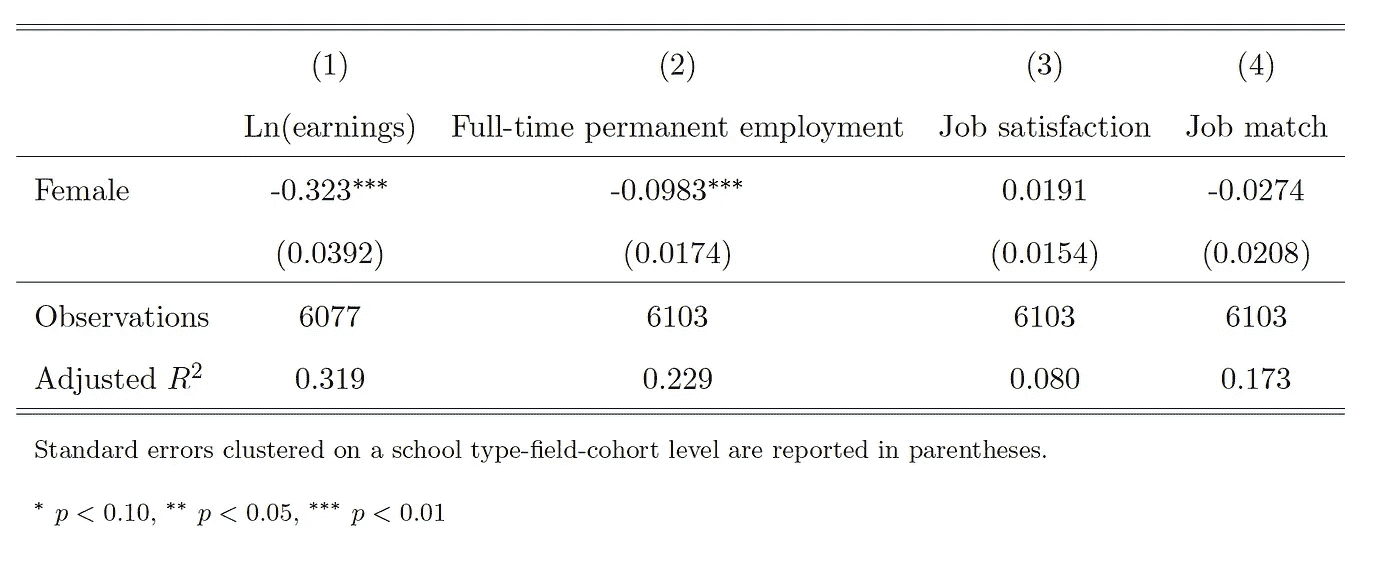 (1) (2) (3) (4)
Ln(earnings) Full-time permanent employment Job satisfaction Job match
Female -0.323*** -0.0983*** 0.0191 -0.0274
(0.0392) (0.0174) (0.0154) (0.0208)
Observations 6077 6103 6103 6103
Adjusted R² 0.319 0.229 0.080 0.173
Standard errors clustered on a school type-field-cohort level are reported in parentheses.
* p < 0.10, ** p < 0.05, *** p < 0.01